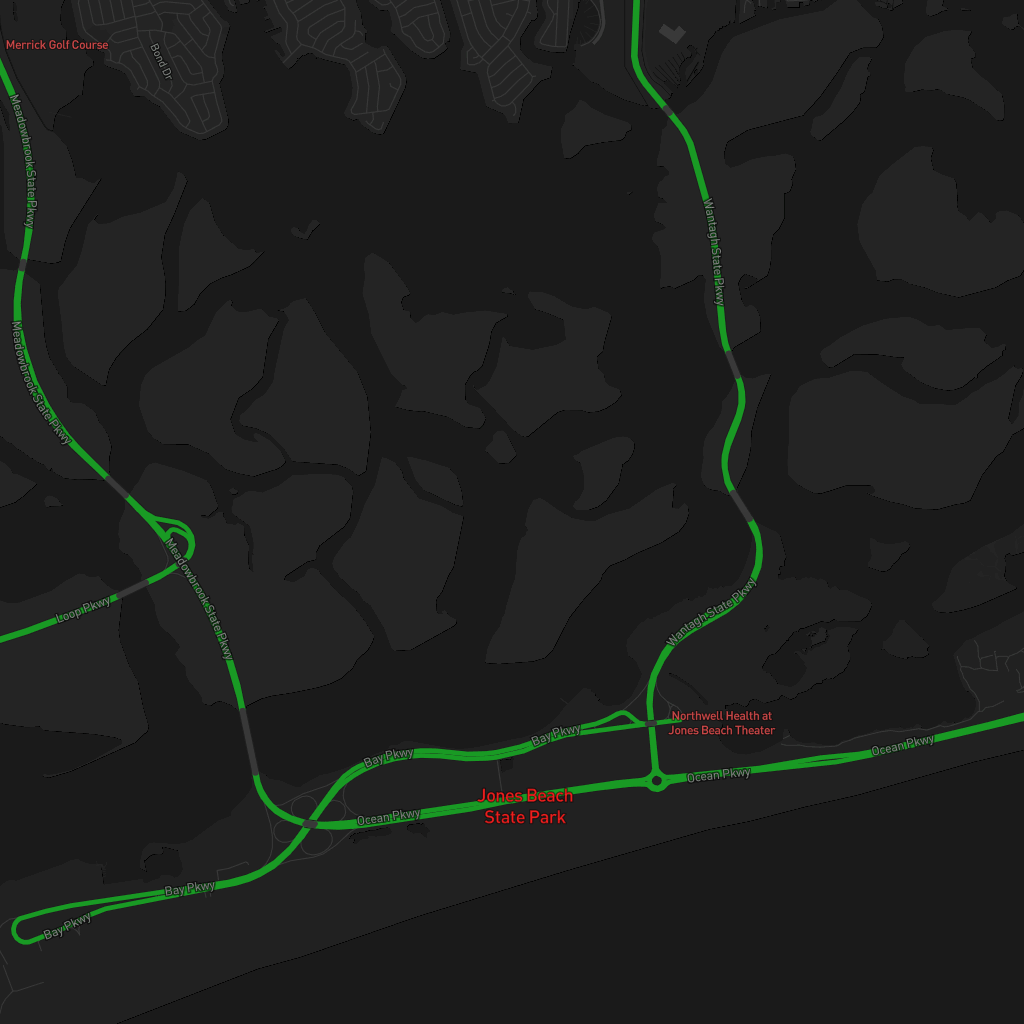 Merrick Golf Course
Bond Dr
Meadowbrook State Pkwy
Wantagh State Pkwy
Meadowbrook State Pkwy
Meadowbrook State Pkwy
Loop Pkwy
Wantagh State Pkwy
Northwell Health at
Jones Beach Theater
Bay Pkwy
Bay Pkwy
Ocean Pkwy
Ocean Pkwy
Jones Beach
State Park
Ocean Pkwy
Bay Pkwy
Bay Pkwy